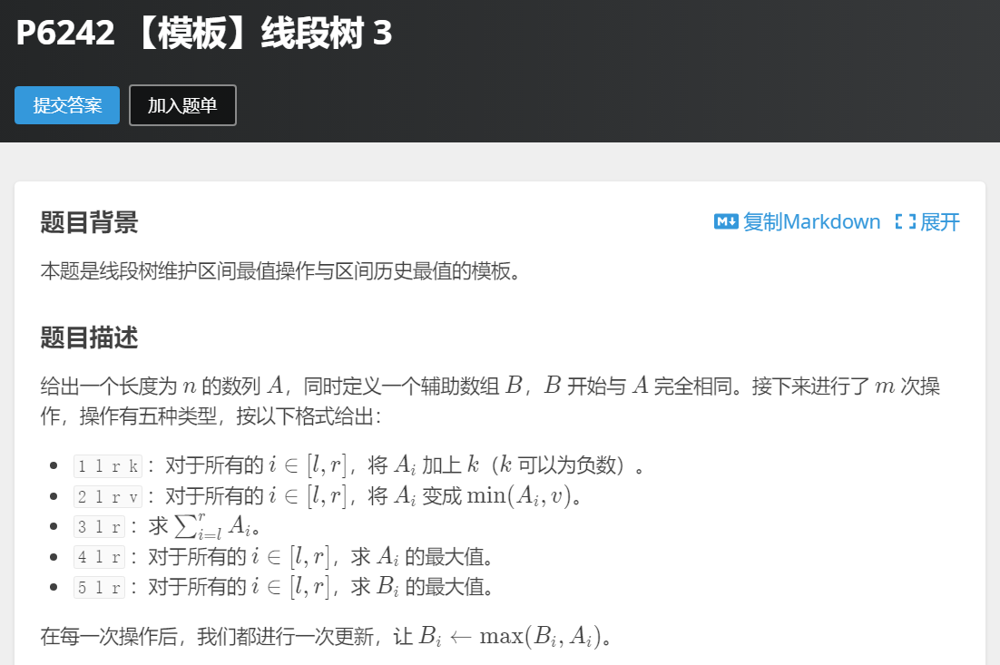 P6242 【模板】线段树 3
提交答案 加入题单
题目背景 复制Markdown 展开
本题是线段树维护区间最值操作与区间历史最值的模板。
题目描述
给出一个长度为 n 的数列 A，同时定义一个辅助数组 B，B 开始与 A 完全相同。接下来进行了 m 次操
作，操作有五种类型，按以下格式给出：
1 l r k：对于所有的 i ∈ [l, r]，将 A_i 加上 k（k 可以为负数）。
2 l r v：对于所有的 i ∈ [l, r]，将 A_i 变成 min(A_i, v)。
3 l r：求 ∑_{i=l}^{r} A_i。
4 l r：对于所有的 i ∈ [l, r]，求 A_i 的最大值。
5 l r：对于所有的 i ∈ [l, r]，求 B_i 的最大值。
在每一次操作后，我们都进行一次更新，让 B_i ← max(B_i, A_i)。